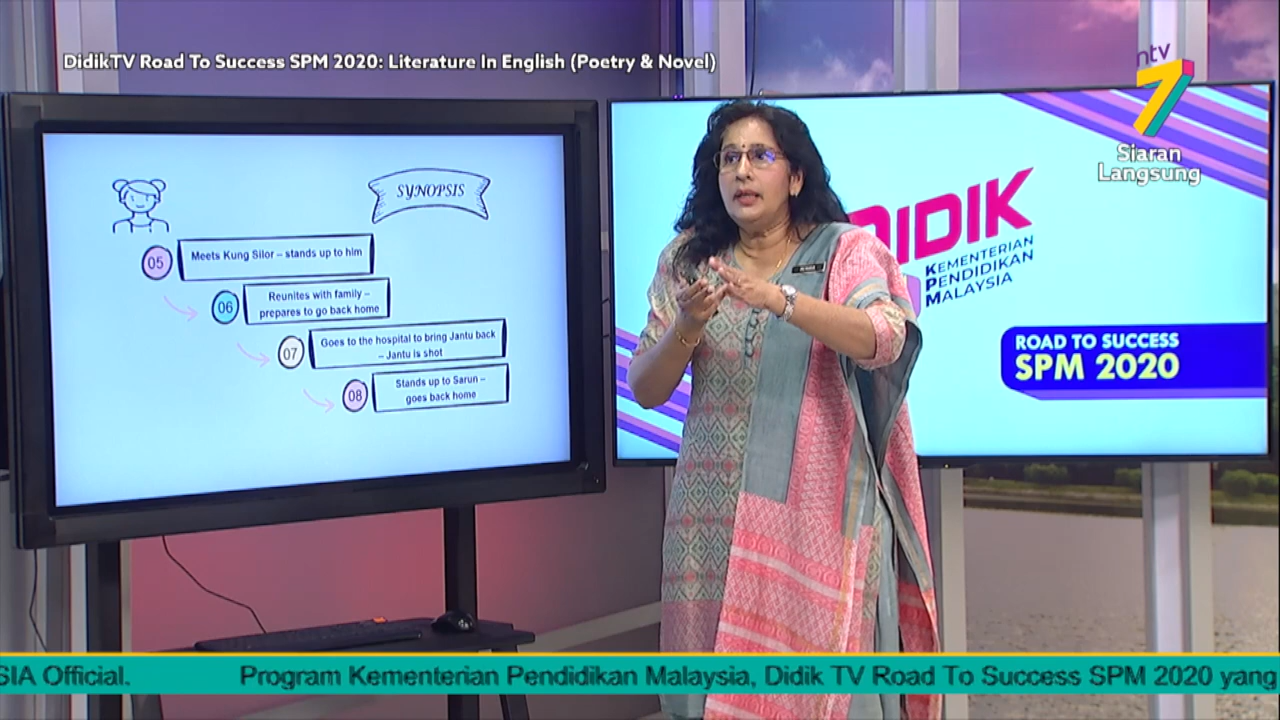 DidikTV Road To Success SPM 2020: Literature In English (Poetry & Novel)
ntv
7
Siaran
Langsung
SYNOPSIS
05
Meets Kung Silor – stands up to him
06
Reunites with family –
prepares to go back home
07
Goes to the hospital to bring Jantu back
– Jantu is shot
08
Stands up to Sarun –
goes back home
DIDIK
KEMENTERIAN
PENDIDIKAN
MALAYSIA
ROAD TO SUCCESS
SPM 2020
SIA Official. Program Kementerian Pendidikan Malaysia, Didik TV Road To Success SPM 2020 yang